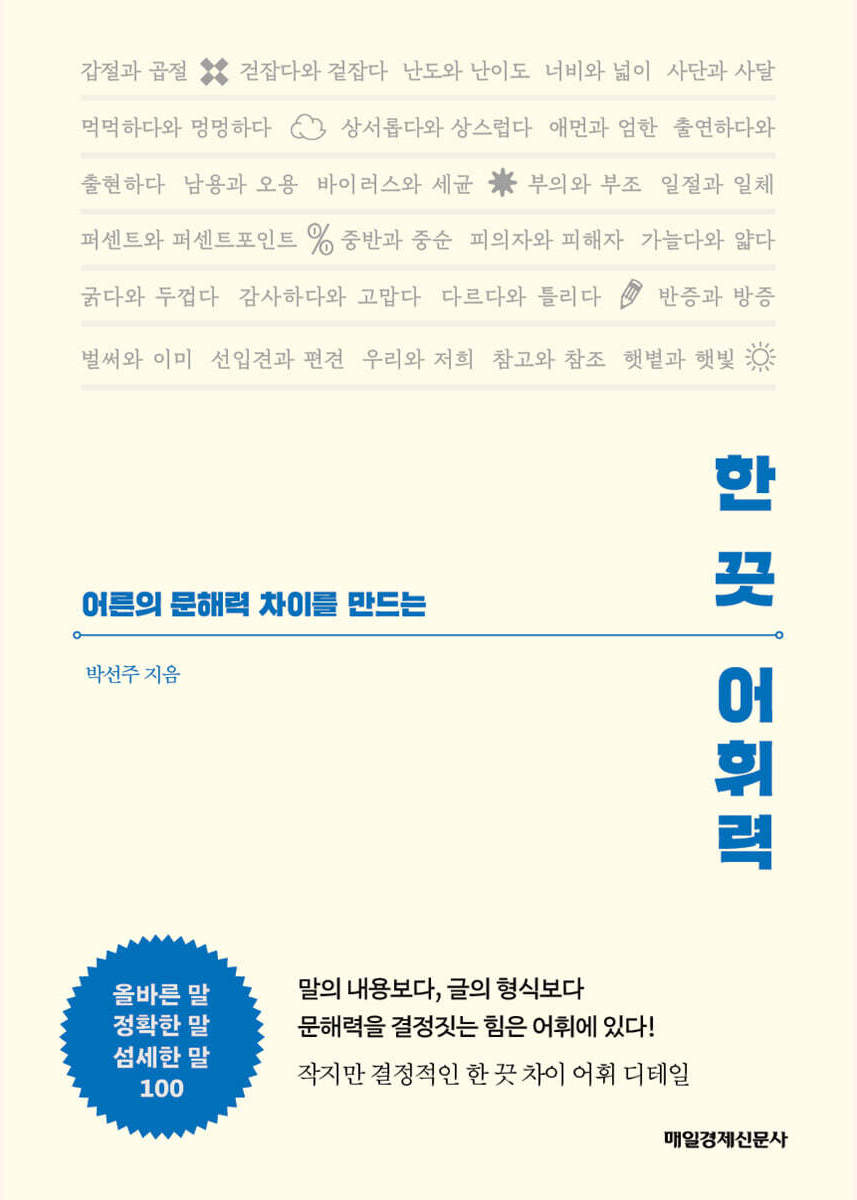 갑절과 곱절 걷잡다와 겉잡다 난도와 난이도 너비와 넓이 사단과 사달
먹먹하다와 멍멍하다 상서롭다와 상스럽다 애먼과 엄한 출연하다와
출현하다 남용과 오용 바이러스와 세균 부의와 부조 일절과 일체
퍼센트와 퍼센트포인트 % 중반과 중순 피의자와 피해자 가늘다와 얇다
굵다와 두껍다 감사하다와 고맙다 다르다와 틀리다 반증과 방증
벌써와 이미 선입견과 편견 우리와 저희 참고와 참조 햇볕과 햇빛
한 끗 어휘력
어른의 문해력 차이를 만드는
박선주 지음
올바른 말
정확한 말
섬세한 말
100
말의 내용보다, 글의 형식보다
문해력을 결정짓는 힘은 어휘에 있다!
작지만 결정적인 한 끗 차이 어휘 디테일
매일경제신문사